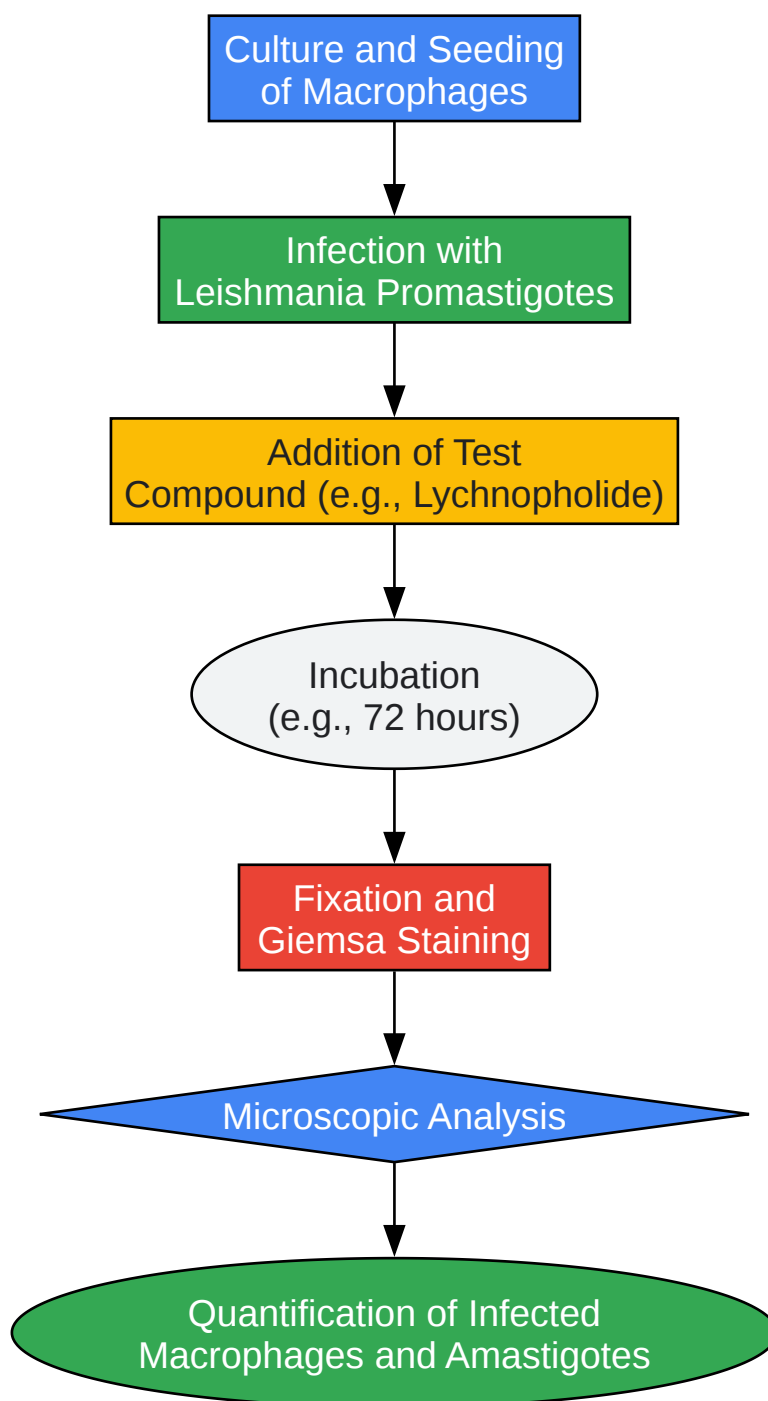 Culture and Seeding
of Macrophages
Infection with
Leishmania Promastigotes
Addition of Test
Compound (e.g., Lychnopholide)
Incubation
(e.g., 72 hours)
Fixation and
Giemsa Staining
Microscopic Analysis
Quantification of Infected
Macrophages and Amastigotes